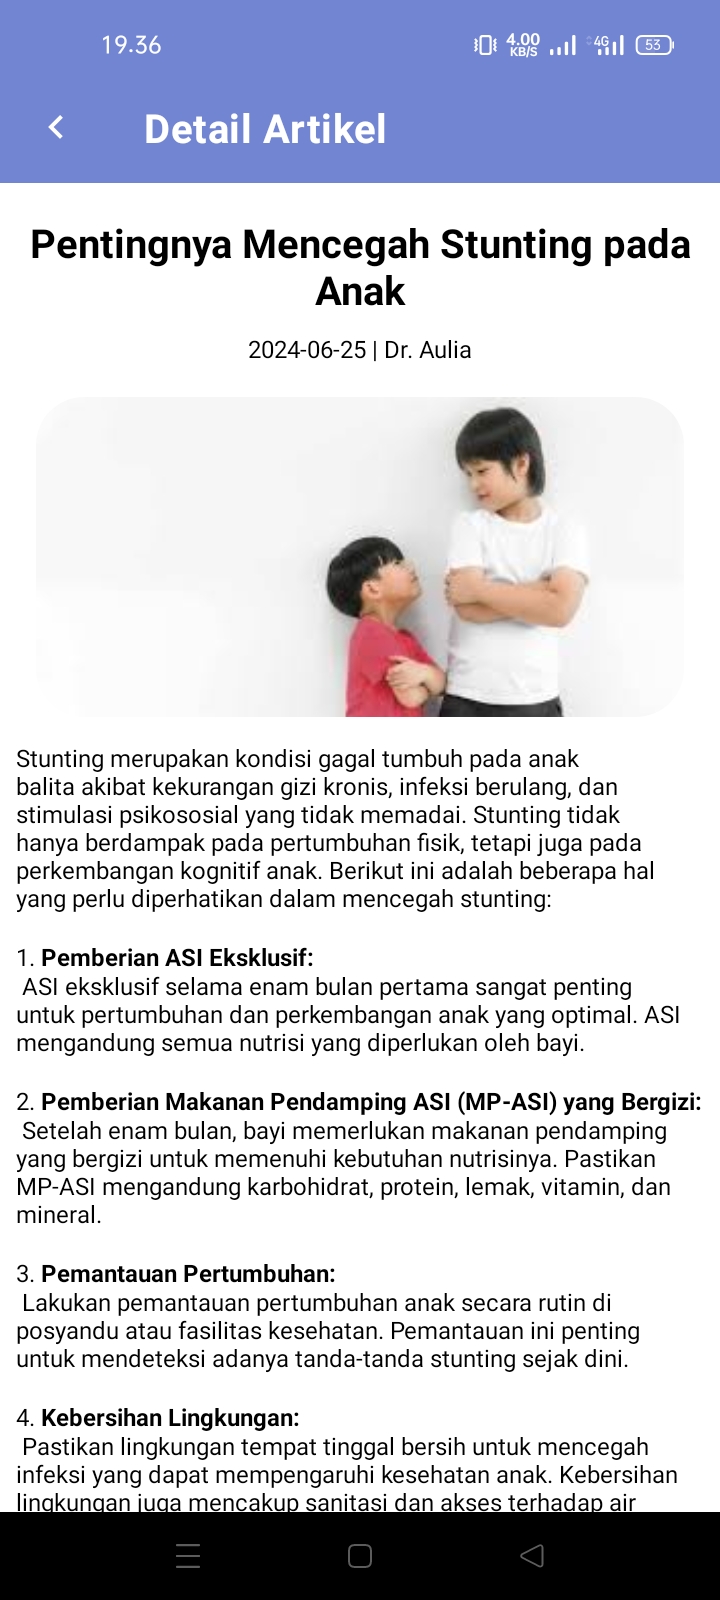 19.36
4.00
KB/S
4G
53
Detail Artikel
Pentingnya Mencegah Stunting pada
Anak
2024-06-25 | Dr. Aulia
Stunting merupakan kondisi gagal tumbuh pada anak
balita akibat kekurangan gizi kronis, infeksi berulang, dan
stimulasi psikososial yang tidak memadai. Stunting tidak
hanya berdampak pada pertumbuhan fisik, tetapi juga pada
perkembangan kognitif anak. Berikut ini adalah beberapa hal
yang perlu diperhatikan dalam mencegah stunting:
1. Pemberian ASI Eksklusif:
ASI eksklusif selama enam bulan pertama sangat penting
untuk pertumbuhan dan perkembangan anak yang optimal. ASI
mengandung semua nutrisi yang diperlukan oleh bayi.
2. Pemberian Makanan Pendamping ASI (MP-ASI) yang Bergizi:
Setelah enam bulan, bayi memerlukan makanan pendamping
yang bergizi untuk memenuhi kebutuhan nutrisinya. Pastikan
MP-ASI mengandung karbohidrat, protein, lemak, vitamin, dan
mineral.
3. Pemantauan Pertumbuhan:
Lakukan pemantauan pertumbuhan anak secara rutin di
posyandu atau fasilitas kesehatan. Pemantauan ini penting
untuk mendeteksi adanya tanda-tanda stunting sejak dini.
4. Kebersihan Lingkungan:
Pastikan lingkungan tempat tinggal bersih untuk mencegah
infeksi yang dapat mempengaruhi kesehatan anak. Kebersihan
lingkungan juga mencakup sanitasi dan akses terhadap air